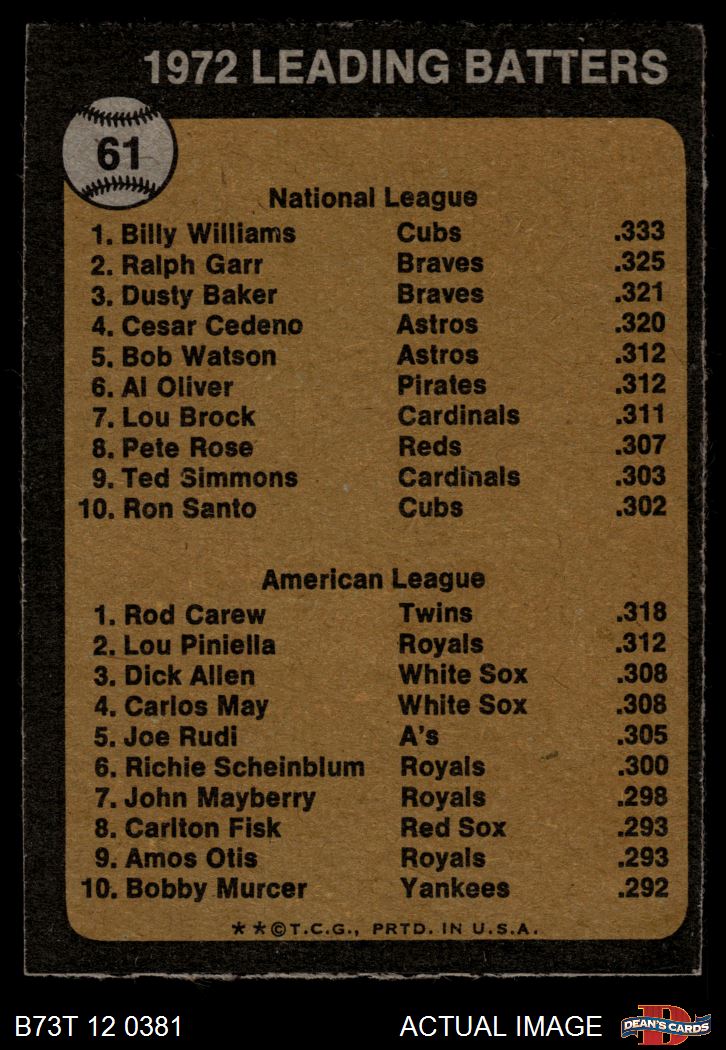 1972 LEADING BATTERS
61
National League
1. Billy Williams Cubs .333
2. Ralph Garr Braves .325
3. Dusty Baker Braves .321
4. Cesar Cedeno Astros .320
5. Bob Watson Astros .312
6. Al Oliver Pirates .312
7. Lou Brock Cardinals .311
8. Pete Rose Reds .307
9. Ted Simmons Cardinals .303
10. Ron Santo Cubs .302
American League
1. Rod Carew Twins .318
2. Lou Piniella Royals .312
3. Dick Allen White Sox .308
4. Carlos May White Sox .308
5. Joe Rudi A's .305
6. Richie Scheinblum Royals .300
7. John Mayberry Royals .298
8. Carlton Fisk Red Sox .293
9. Amos Otis Royals .293
10. Bobby Murcer Yankees .292
**©T.C.G., PRTD. IN U.S.A.
B73T 12 0381 ACTUAL IMAGE D DEAN'S CARDS